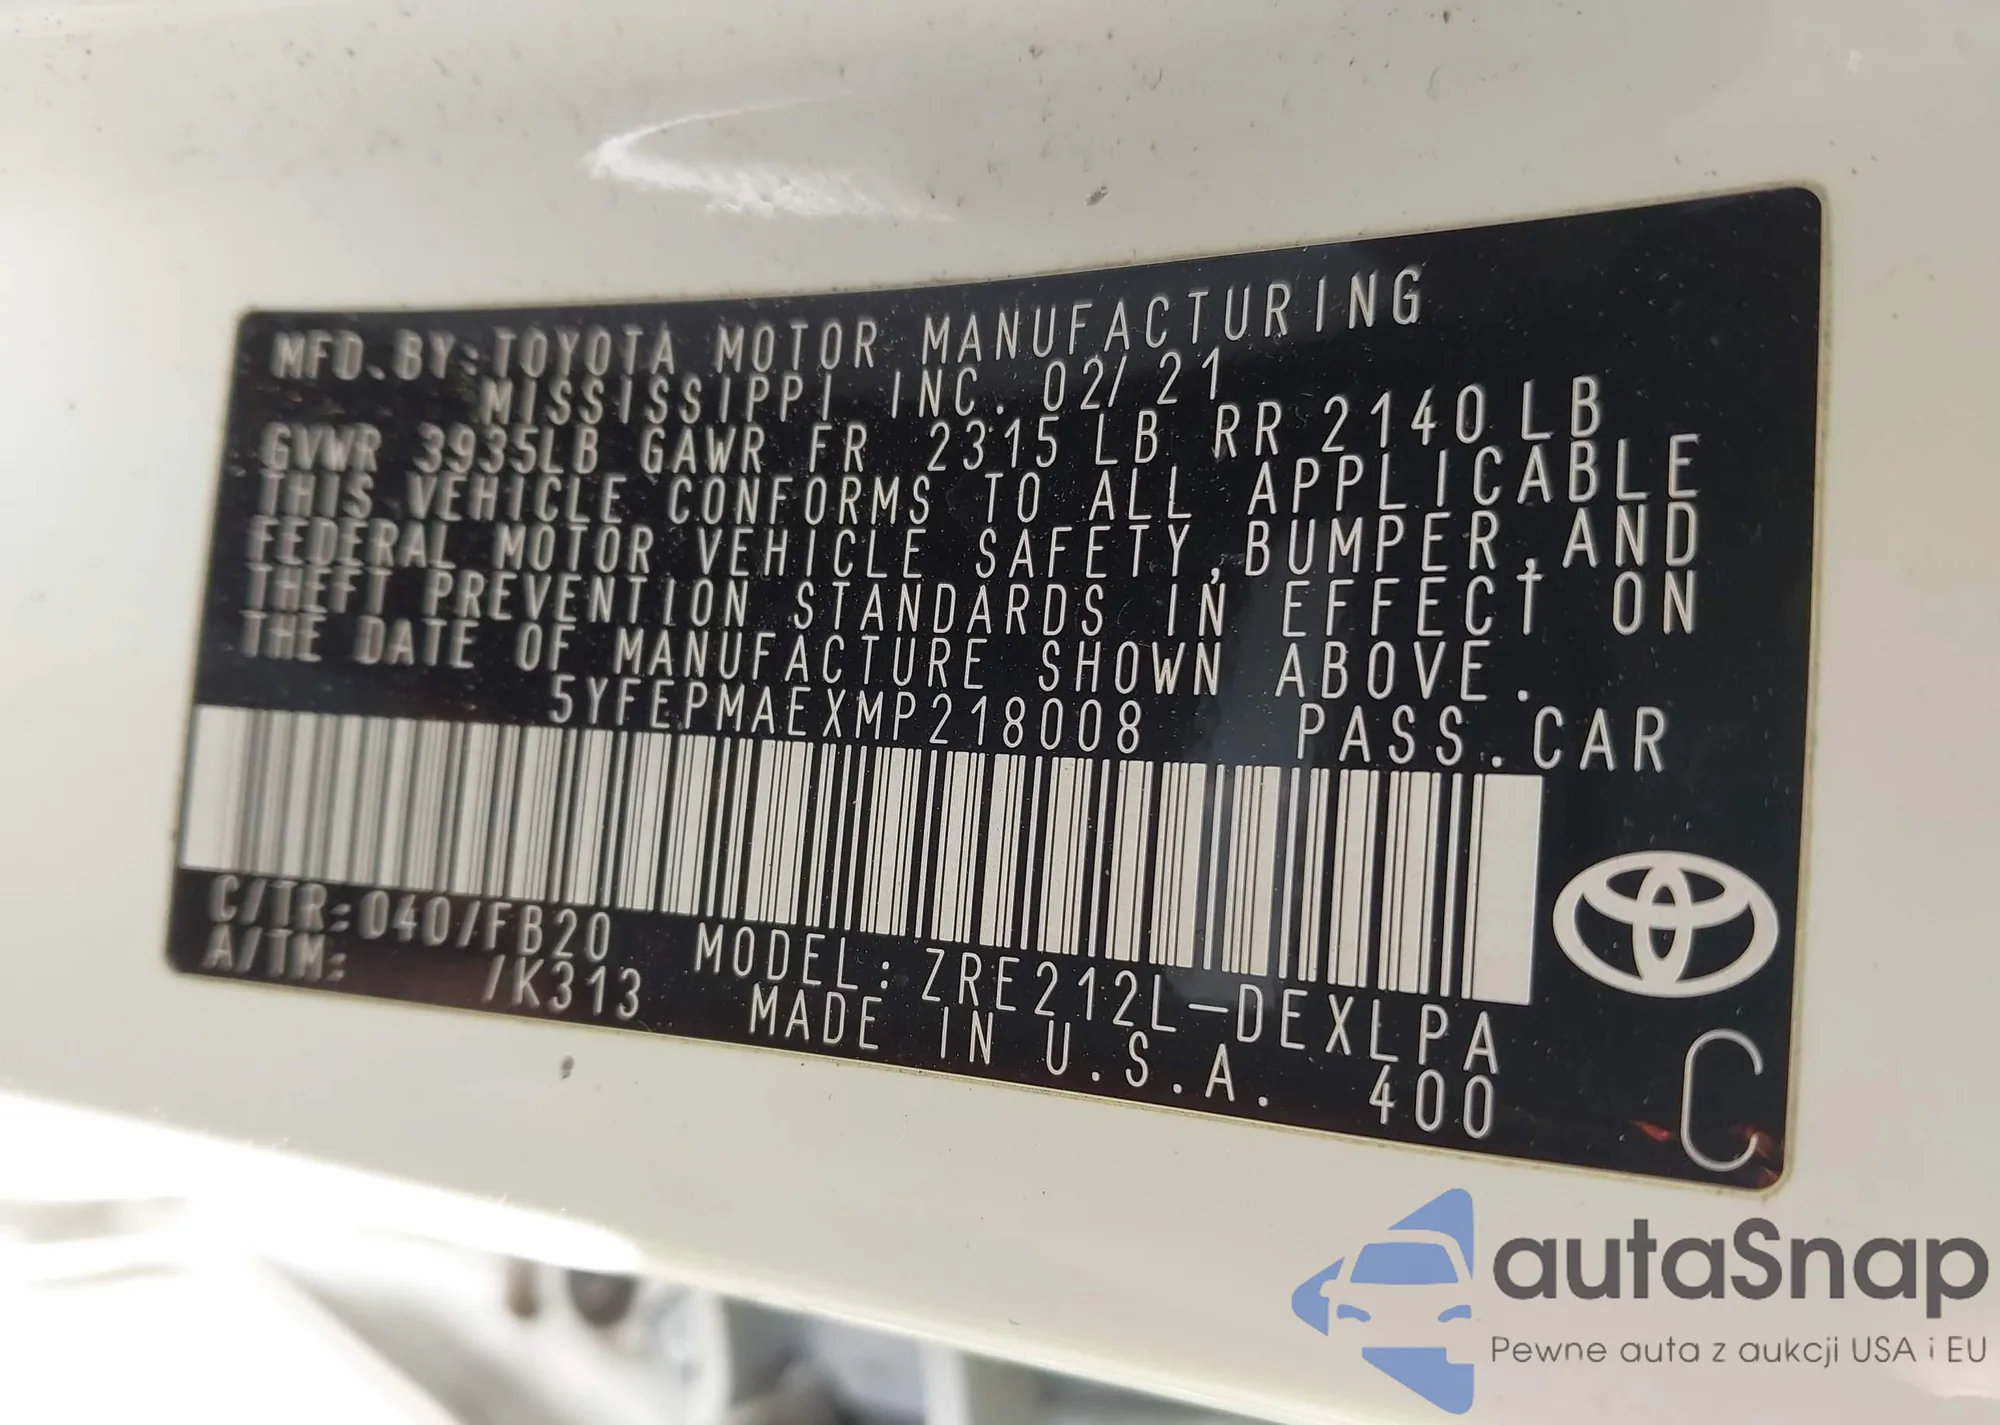 MFD. BY: TOYOTA MOTOR MANUFACTURING
MISSISSIPPI INC. 02/21
GVWR 3935LB GAWR FR 2315 LB RR 2140 LB
THIS VEHICLE CONFORMS TO ALL APPLICABLE
FEDERAL MOTOR VEHICLE SAFETY, BUMPER, AND
THEFT PREVENTION STANDARDS IN EFFECT ON
THE DATE OF MANUFACTURE SHOWN ABOVE.
5YFEPMAEXMP218008 PASS. CAR
C/TR: 040/FB20 MODEL: ZRE212L-DEXLPA
A/TM: /K313 MADE IN U.S.A. 400
C
autaSnap
Pewne auta z aukcji USA i EU